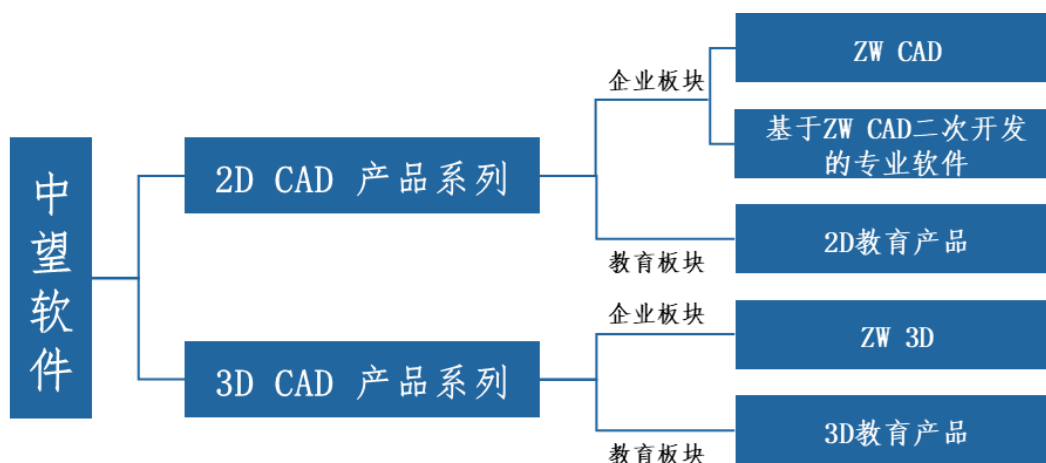 中望软件
2D CAD 产品系列
企业板块
ZW CAD
基于ZW CAD二次开发
的专业软件
教育板块
2D教育产品
3D CAD 产品系列
企业板块
ZW 3D
教育板块
3D教育产品